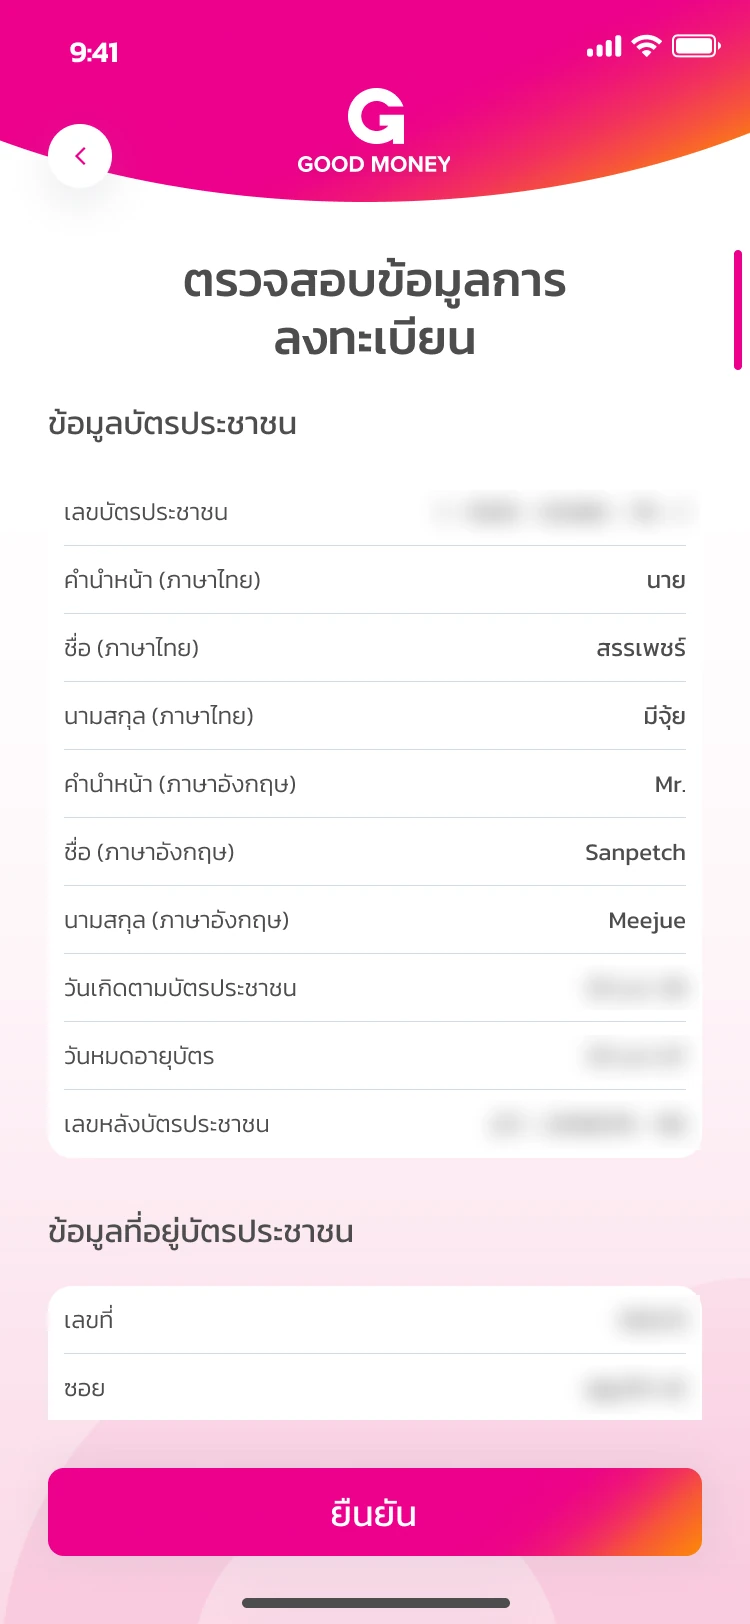 9:41
G
GOOD MONEY
ตรวจสอบข้อมูลการ
ลงทะเบียน
ข้อมูลบัตรประชาชน
เลขบัตรประชาชน
คำนำหน้า (ภาษาไทย) นาย
ชื่อ (ภาษาไทย) สรรเพชร์
นามสกุล (ภาษาไทย) มีจุ้ย
คำนำหน้า (ภาษาอังกฤษ) Mr.
ชื่อ (ภาษาอังกฤษ) Sanpetch
นามสกุล (ภาษาอังกฤษ) Meejue
วันเกิดตามบัตรประชาชน
วันหมดอายุบัตร
เลขหลังบัตรประชาชน
ข้อมูลที่อยู่บัตรประชาชน
เลขที่
ซอย
ยืนยัน